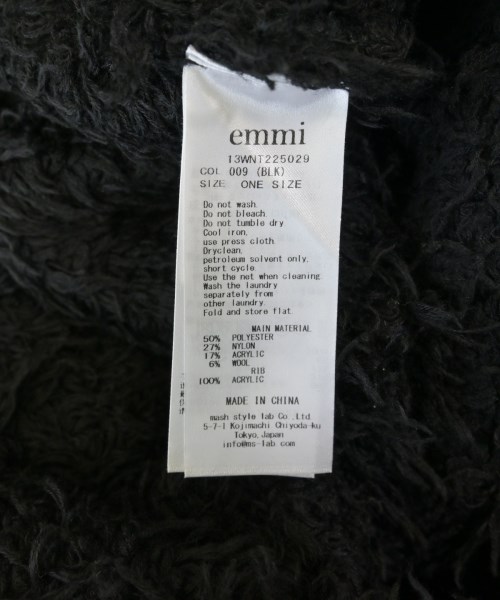 emmi
13WNT225029
COL 009 (BLK)
SIZE ONE SIZE
Do not wash
Do not bleach.
Do not tumble dry
Cool iron,
use press cloth.
Dryclean,
petroleum solvent only,
short cycle
Use the net when cleaning
Wash the laundry
separately from
other laundry.
Fold and store flat
MAIN MATERIAL
50% POLYESTER
27% NYLON
17% ACRYLIC
6% WOOL
RIB
100% ACRYLIC
MADE IN CHINA
mash style lab Co.,Ltd.
5-7-1 Kojimachi Chiyoda-ku
Tokyo,Japan
info@ms-lab.com